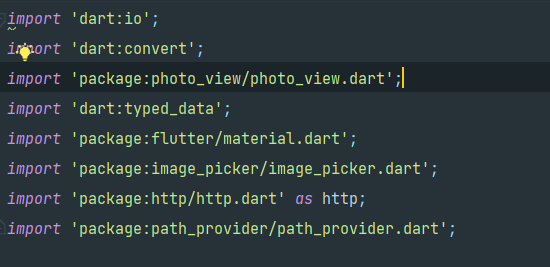 import 'dart:io';
import 'dart:convert';
import 'package:photo_view/photo_view.dart';
import 'dart:typed_data';
import 'package:flutter/material.dart';
import 'package:image_picker/image_picker.dart';
import 'package:http/http.dart' as http;
import 'package:path_provider/path_provider.dart';